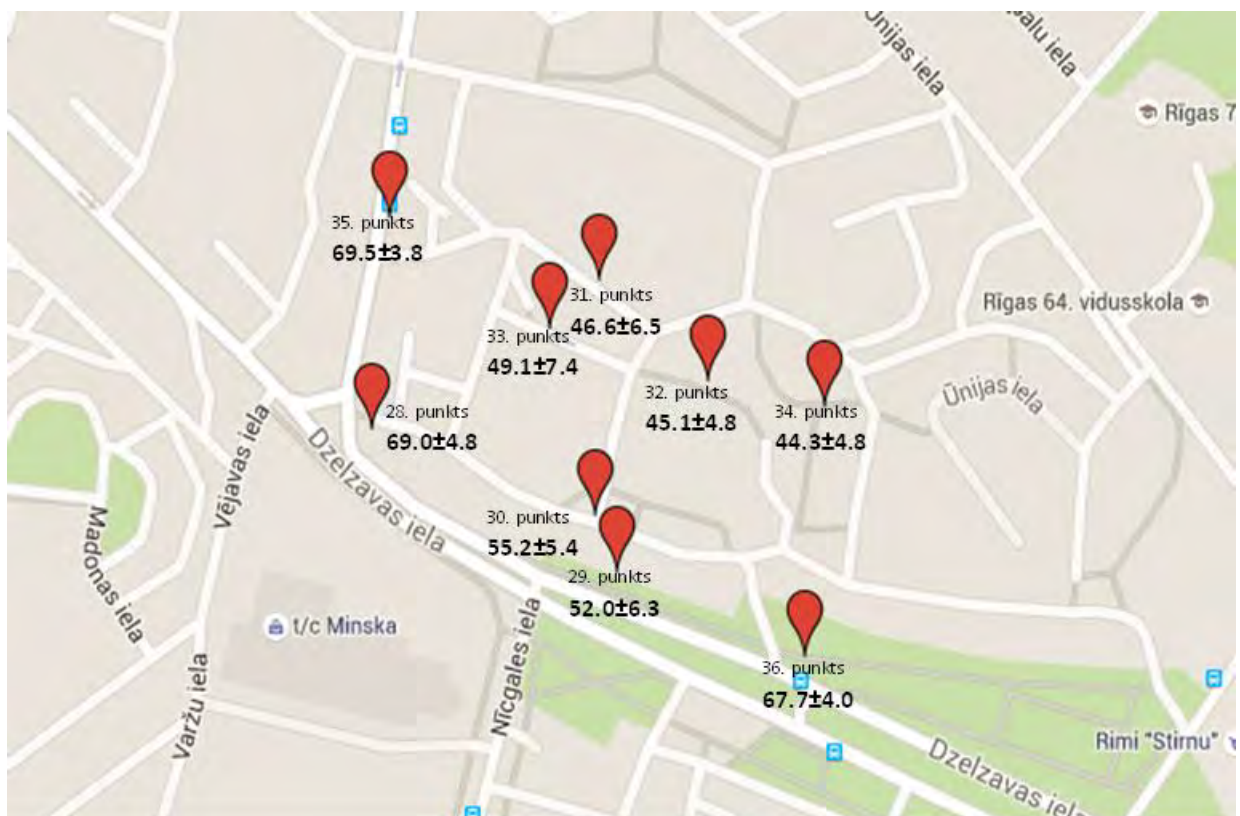 Ūnijas iela
Rīgas 7
35. punkts
69.5±3.8
31. punkts
46.6±6.5
33. punkts
49.1±7.4
Rīgas 64. vidusskola
32. punkts
45.1±4.8
34. punkts
44.3±4.8
Ūnijas iela
28. punkts
69.0±4.8
Vējavas iela
Dzelzavas iela
30. punkts
55.2±5.4
29. punkts
52.0±6.3
Maponas iela
t/c Minska
Nīcgales iela
Varžu iela
36. punkts
67.7±4.0
Rimi "Stirnu"
Dzelzavas iela